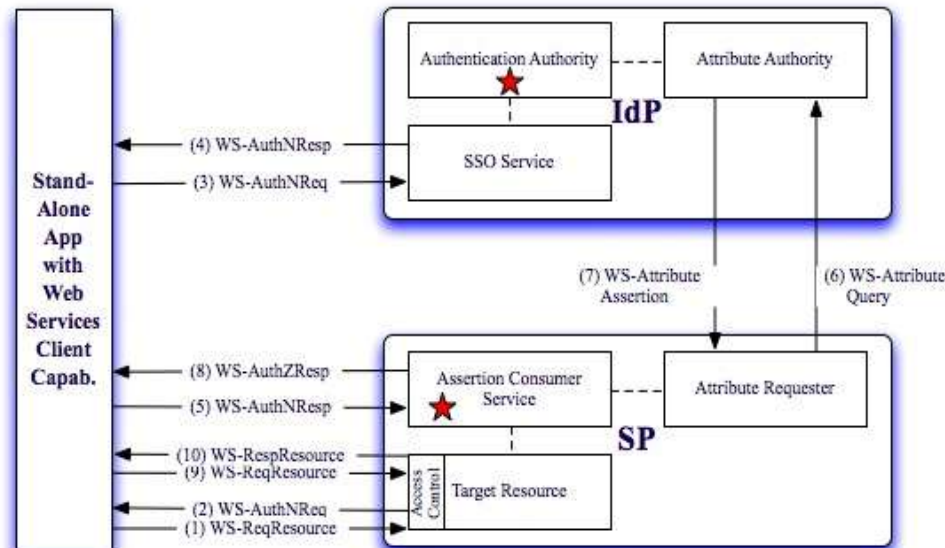 Stand-
Alone
App
with
Web
Services
Client
Capab.
Authentication Authority
Attribute Authority
IdP
SSO Service
(4) WS-AuthNResp
(3) WS-AuthNReq
(7) WS-Attribute
Assertion
(6) WS-Attribute
Query
(8) WS-AuthZResp
(5) WS-AuthNResp
Assertion Consumer
Service
Attribute Requester
SP
(10) WS-RespResource
(9) WS-ReqResource
(2) WS-AuthNReq
(1) WS-ReqResource
Access
Control
Target Resource